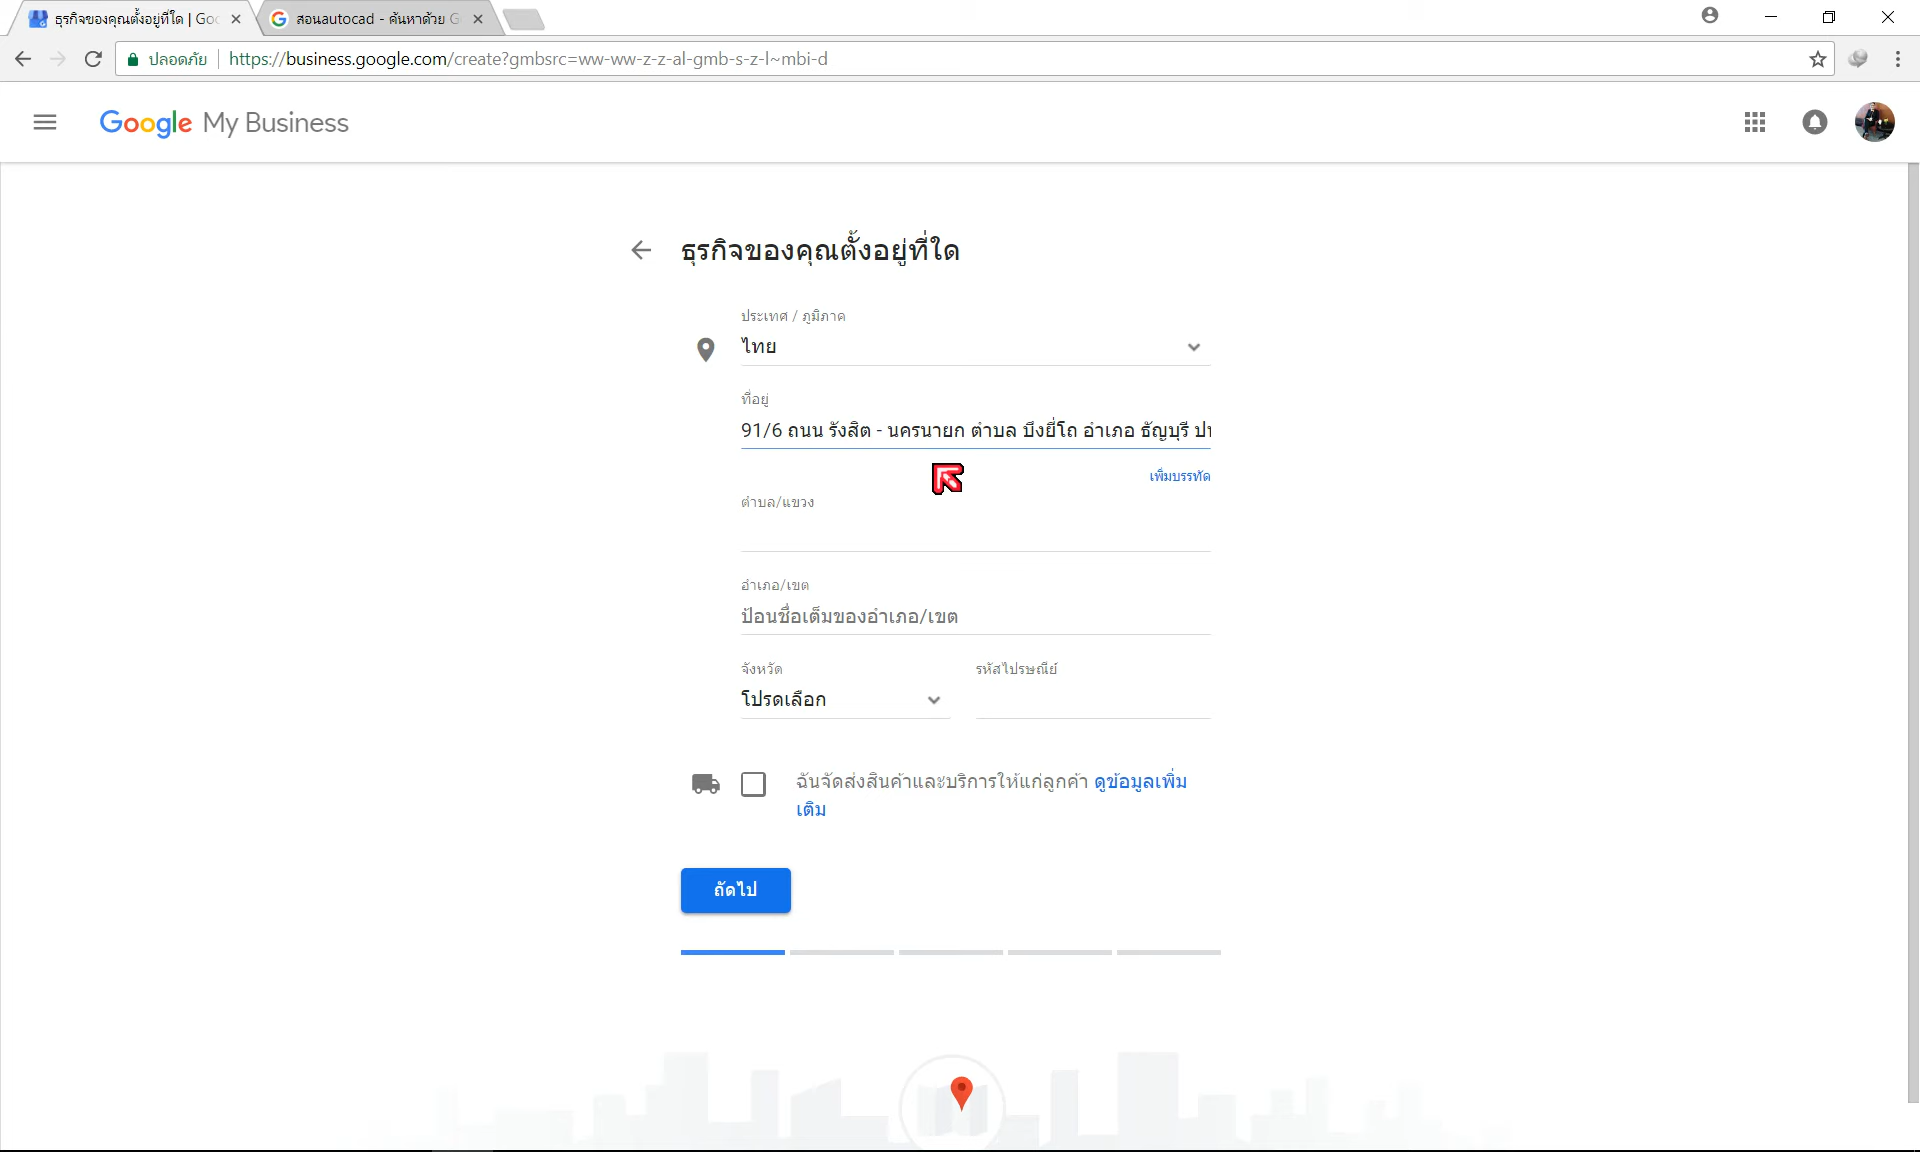 ธุรกิจของคุณตั้งอยู่ที่ใด | Goo
สอนautocad - ค้นหาด้วย G
ปลอดภัย
https://business.google.com/create?gmbsrc=ww-ww-z-z-al-gmb-s-z-l~mbi-d
Google My Business
ธุรกิจของคุณตั้งอยู่ที่ใด
ประเทศ / ภูมิภาค
ไทย
ที่อยู่
91/6 ถนน รังสิต - นครนายก ตำบล บึงยี่โถ อำเภอ ธัญบุรี
เพิ่มบรรทัด
ตำบล/แขวง
อำเภอ/เขต
ป้อนชื่อเต็มของอำเภอ/เขต
จังหวัด
รหัสไปรษณีย์
โปรดเลือก
ฉันจัดส่งสินค้าและบริการให้แก่ลูกค้า ดูข้อมูลเพิ่ม
เติม
ถัดไป